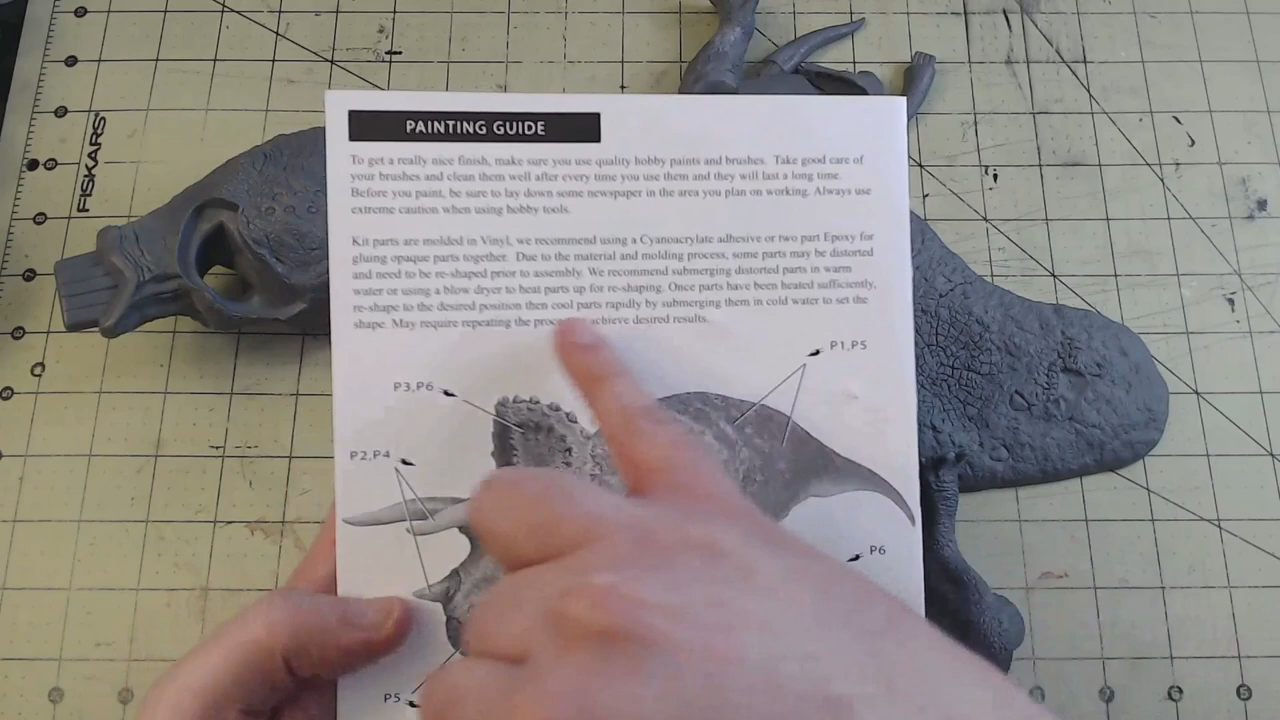 PAINTING GUIDE
To get a really nice finish, make sure you use quality hobby paints and brushes. Take good care of
your brushes and clean them well after every time you use them and they will last a long time.
Before you paint, be sure to lay down some newspaper in the area you plan on working. Always use
extreme caution when using hobby tools.
Kit parts are molded in Vinyl, we recommend using a Cyanoacrylate adhesive or two part Epoxy for
gluing opaque parts together. Due to the material and molding process, some parts may be distorted
and need to be re-shaped prior to assembly. We recommend submerging distorted parts in warm
water or using a blow dryer to heat parts up for re-shaping. Once parts have been heated sufficiently,
re-shape to the desired position then cool parts rapidly by submerging them in cold water to set the
shape. May require repeating the achieve desired results.
P1,P5
P3,P6
P2,P4
P6
P5
FISKARS